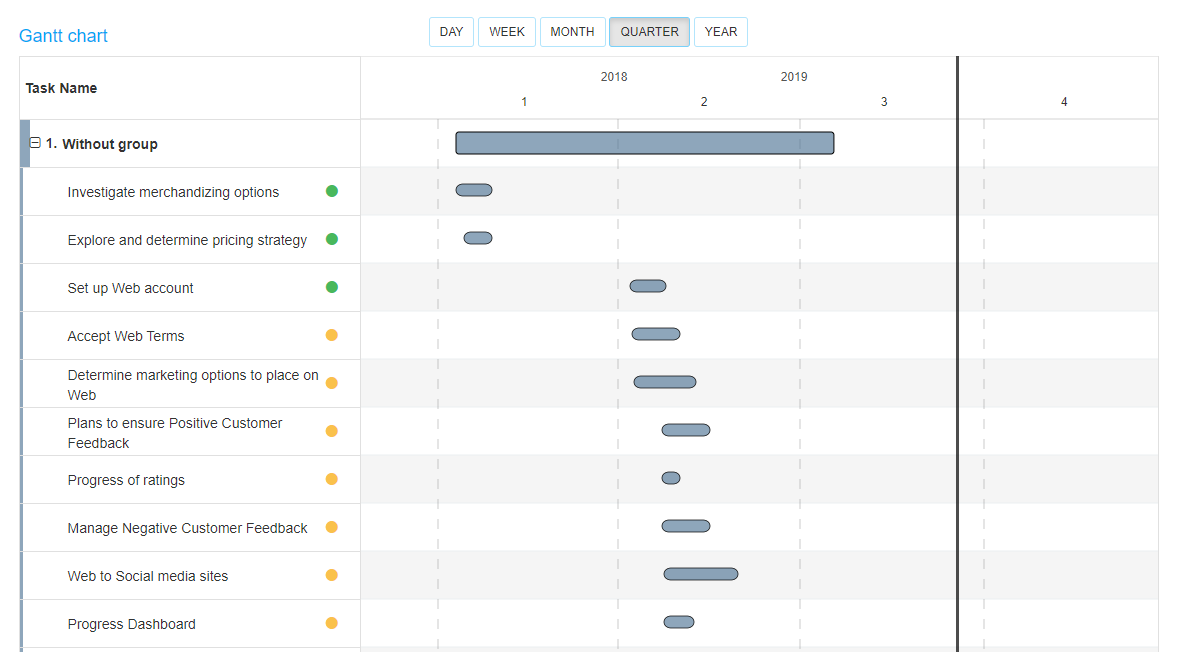 Gantt chart
DAY
WEEK
MONTH
QUARTER
YEAR
Task Name
2018
2019
1
2
3
4
1. Without group
Investigate merchandizing options
Explore and determine pricing strategy
Set up Web account
Accept Web Terms
Determine marketing options to place on
Web
Plans to ensure Positive Customer
Feedback
Progress of ratings
Manage Negative Customer Feedback
Web to Social media sites
Progress Dashboard